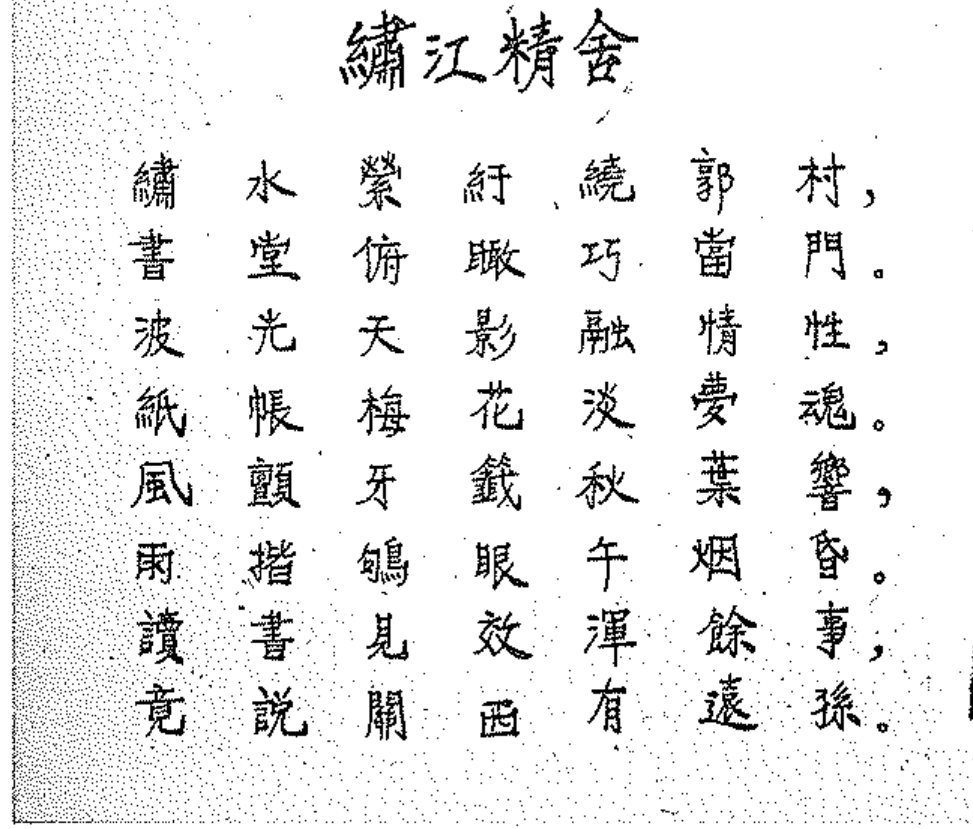 繡江精舍
繡水縈紆繞郭村，
書堂俯瞰巧當門。
波光天影融情性，
紙帳梅花淡夢魂。
風顫牙籤秋葉響，
雨揩鴝眼午烟昏。
讀書見效渾餘事，
竟説關西有遠孫。